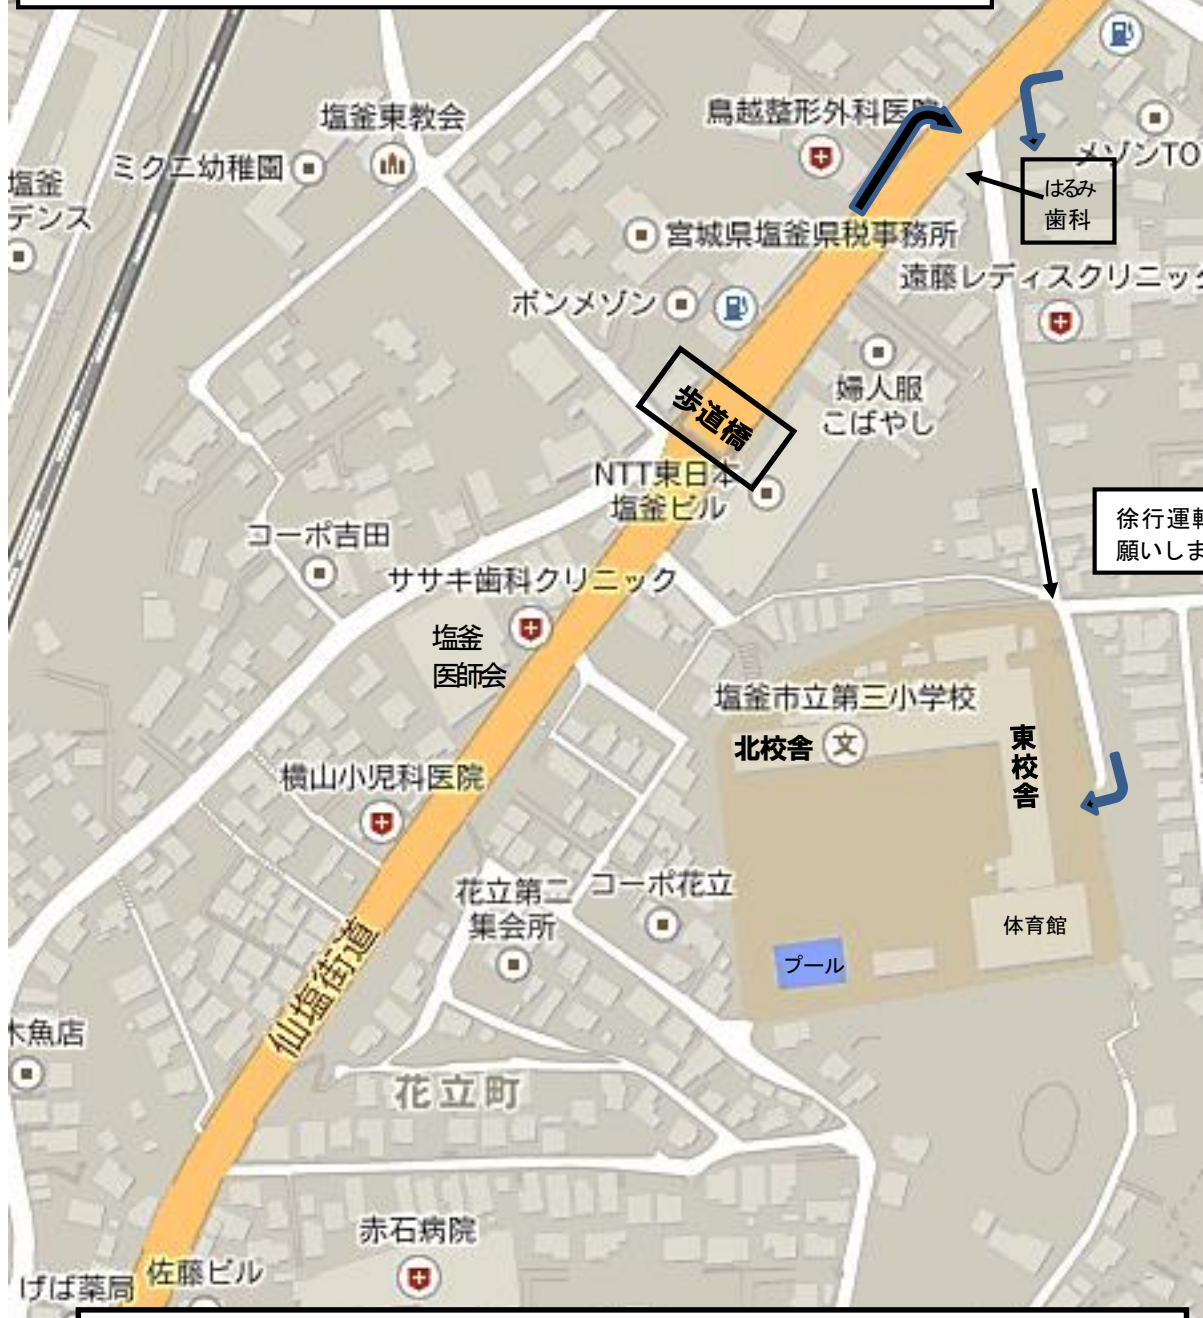 塩釜東教会
鳥越整形外科医院
ミクニ幼稚園
メゾンTO
塩釜
デンス
はるみ
歯科
宮城県塩釜県税事務所
遠藤レディスクリニック
ボンメゾン
婦人服
こばやし
歩道橋
NTT東日本
塩釜ビル
徐行運転
願いしま
コーポ吉田
ササキ歯科クリニック
塩釜
医師会
塩釜市立第三小学校
北校舎
文
東校舎
横山小児科医院
花立第二
集会所
コーポ花立
体育館
プール
仙塩街道
木魚店
花立町
赤石病院
佐藤ビル
げば薬局